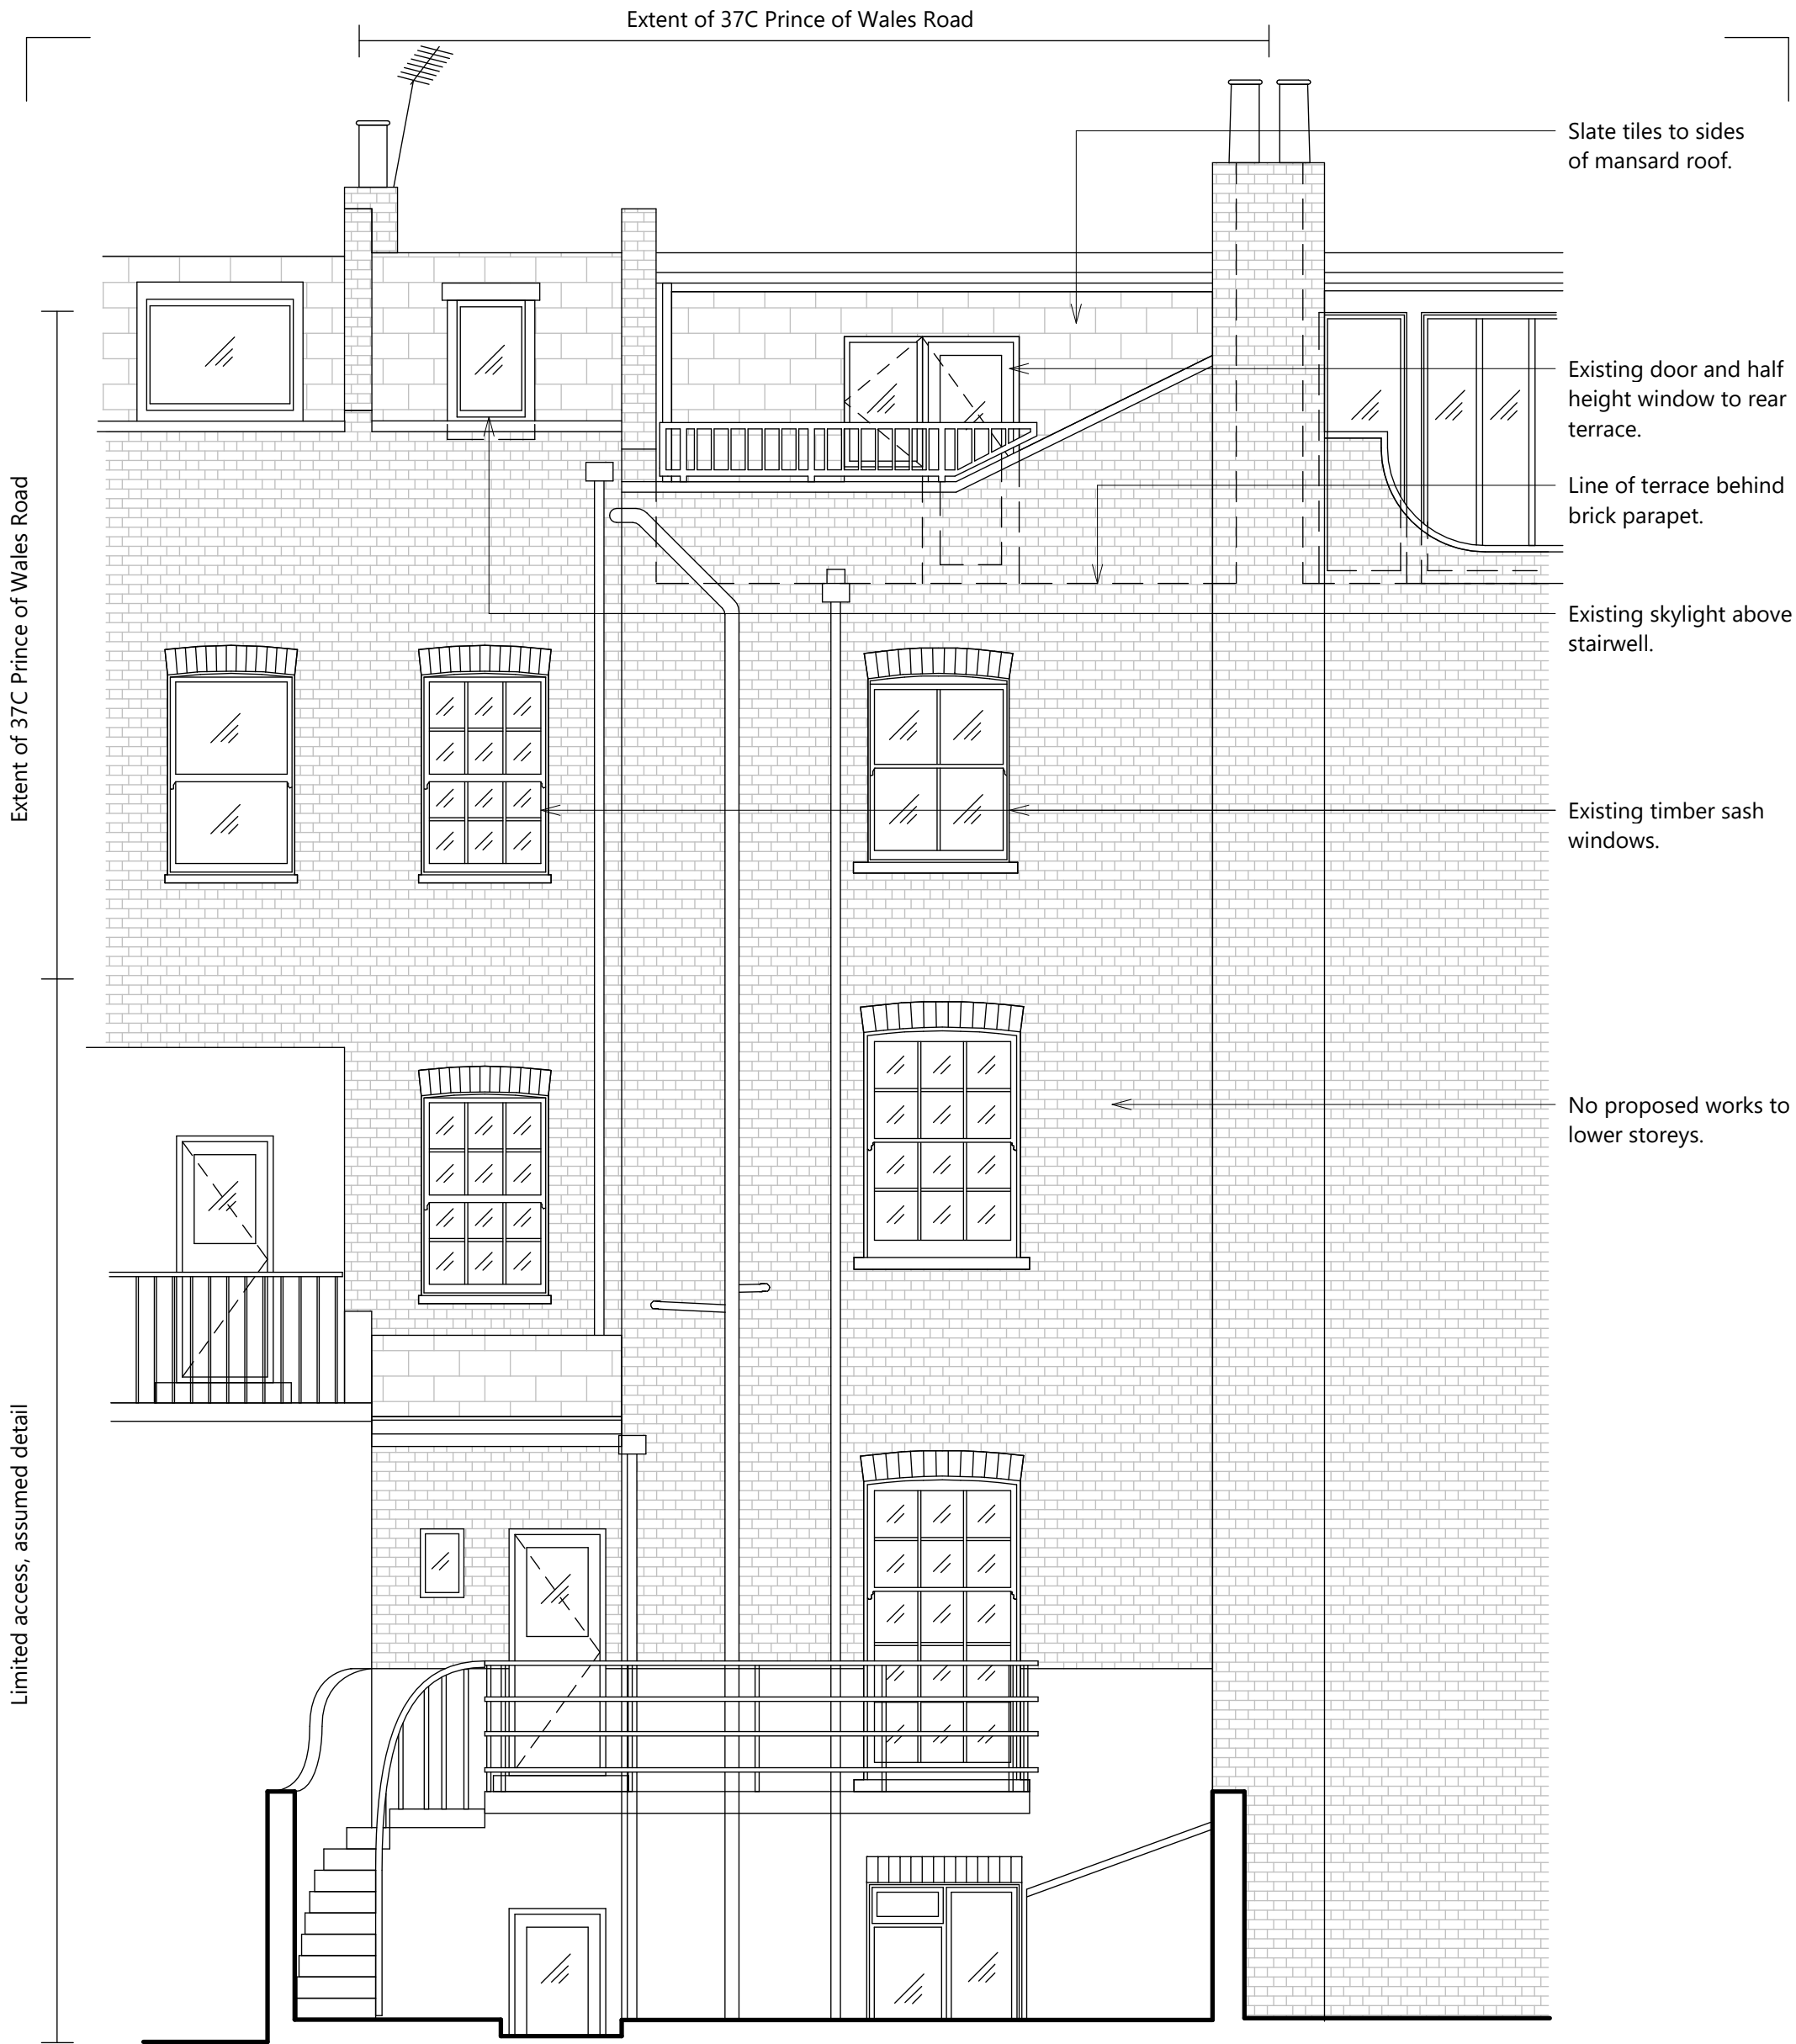 Extent of 37C Prince of Wales Road
Slate tiles to sides
of mansard roof.
Existing door and half
height window to rear
terrace.
Line of terrace behind
brick parapet.
Existing skylight above
stairwell.
Existing timber sash
windows.
No proposed works to
lower storeys.
Extent of 37C Prince of Wales Road
Limited access, assumed detail